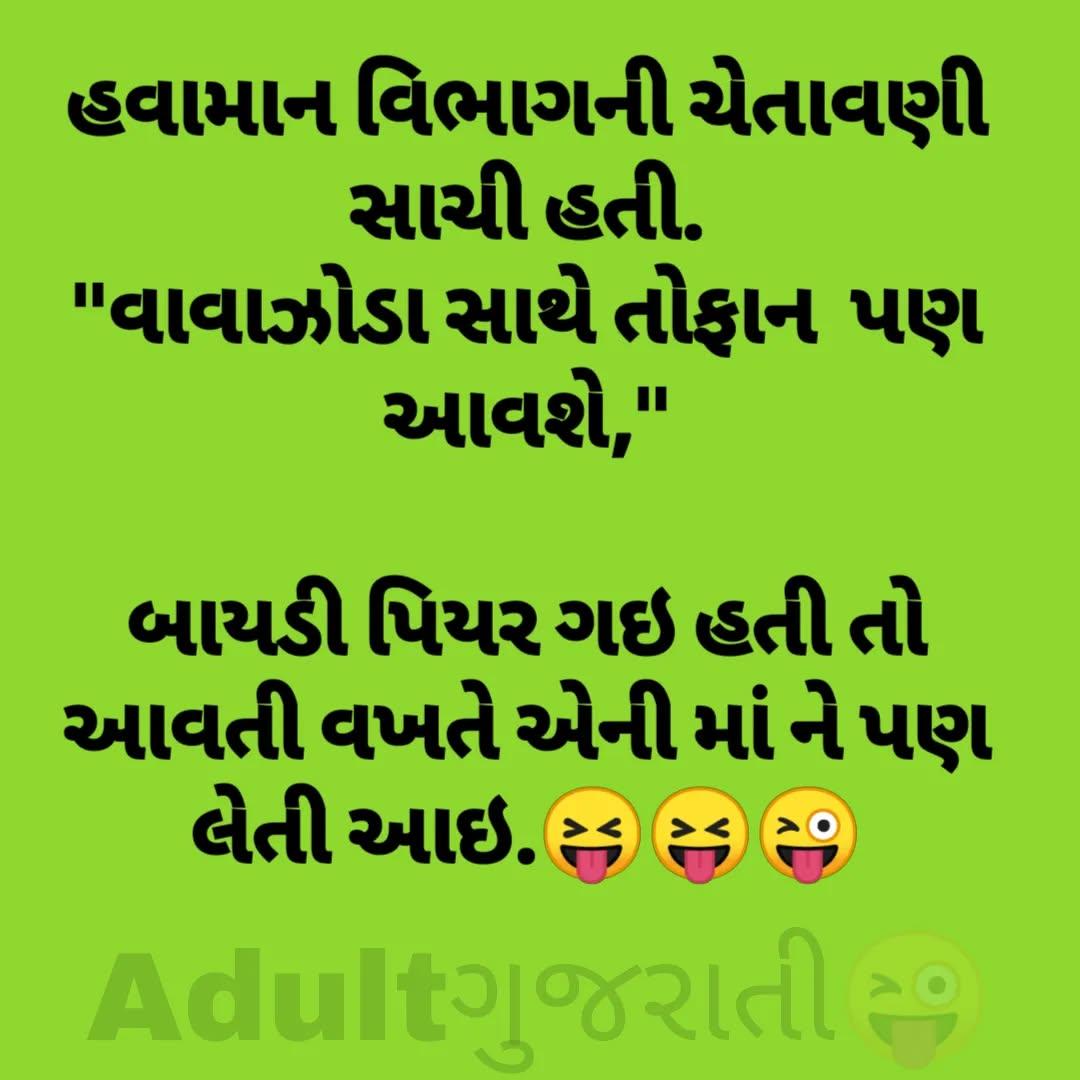 હવામાન વિભાગની ચેતાવણી
સાચી હતી.
"વાવાઝોડા સાથે તોફાન પણ
આવશે,"
બાયડી પિયર ગઇ હતી તો
આવતી વખતે એની માં ને પણ
લેતી આઇ.😝😝😜
Adultગુજરાતી😜